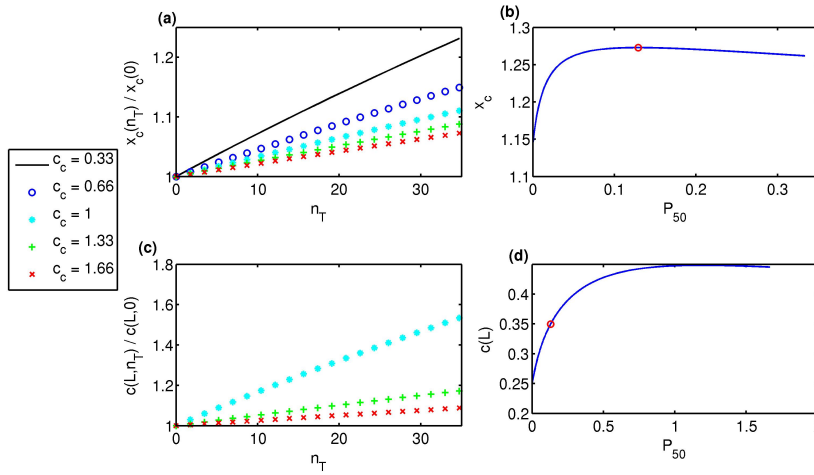 (a)
x_c(n_T) / x_c(0)
1.2
1.1
1
0
10
20
30
n_T
(b)
x_c
1.3
1.25
1.2
1.15
1.1
0
0.1
0.2
0.3
P_50
c_c = 0.33
c_c = 0.66
c_c = 1
c_c = 1.33
c_c = 1.66
(c)
c(L,n_T) / c(L,0)
1.8
1.6
1.4
1.2
1
0
10
20
30
n_T
(d)
c(L)
0.4
0.35
0.3
0.25
0.2
0
0.5
1
1.5
P_50